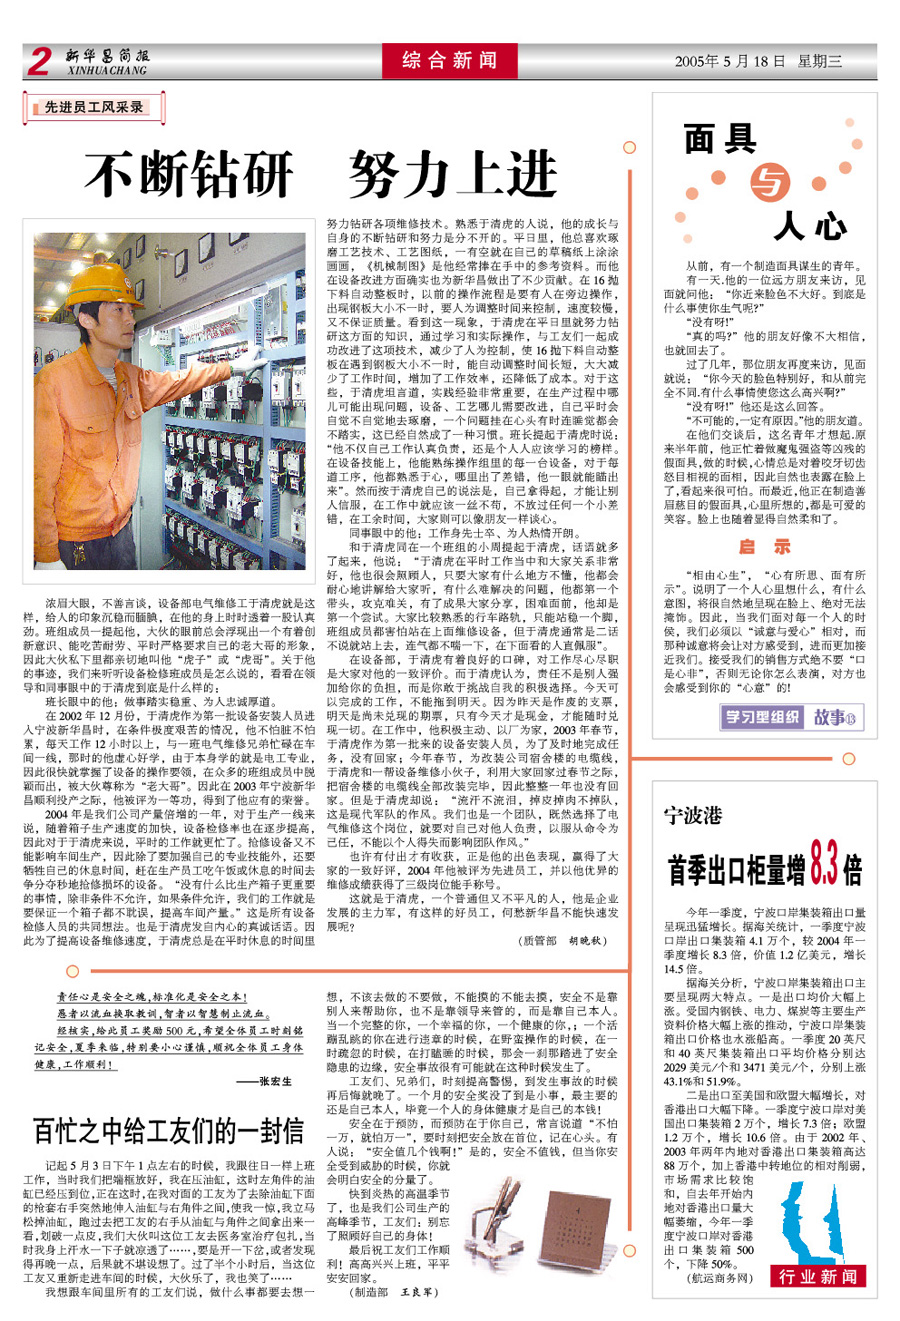 2 新华昌简报
XINHUACHANG
综合新闻
2005年 5 月 18 日 星期三
先进员工风采录
不断钻研 努力上进
浓眉大眼，不善言谈，设备部电气维修工于清虎就是这
样，给人的印象沉稳而腼腆，在他的身上时时透着一股认真
劲。班组成员一提起他，大伙的眼前总会浮现出一个有着创
新意识、能吃苦耐劳、平时严格要求自己的老大哥的形象，
因此大伙私下里都亲切地叫他“虎子”或“虎哥”。关于他
的事迹，我们来听听设备检修班成员是怎么说的，看看在领
导和同事眼中的于清虎到底是什么样的：
班长眼中的他：做事踏实稳重、为人忠诚厚道。
在 2002 年 12 月份，于清虎作为第一批设备安装人员进
入宁波新华昌时，在条件极度艰苦的情况，他不怕脏不怕
累，每天工作 12 小时以上，与一班电气维修兄弟忙碌在车
间一线，那时的他虚心好学，由于本身学的就是电工专业，
因此很快就掌握了设备的操作要领，在众多的班组成员中脱
颖而出，被大伙尊称为“老大哥”。因此在 2003 年宁波新华
昌顺利投产之际，他被评为一等功，得到了他应有的荣誉。
2004 年是我们公司产量倍增的一年，对于生产一线来
说，随着箱子生产速度的加快，设备检修率也在逐步提高，
因此对于于清虎来说，平时的工作就更忙了。抢修设备又不
能影响车间生产，因此除了要加强自己的专业技能外，还要
牺牲自己的休息时间，赶在生产员工吃午饭或休息的时间去
争分夺秒地抢修损坏的设备。“没有什么比生产箱子更重要
的事情，除非条件不允许，如果条件允许，我们的工作就是
要保证一个箱子都不耽误，提高车间产量。”这是所有设备
检修人员的共同想法。也是于清虎发自内心的真诚话语。因
此为了提高设备维修速度，于清虎总是在平时休息的时间里
努力钻研各项维修技术。熟悉于清虎的人说，他的成长与
自身的不断钻研和努力是分不开的。平日里，他总喜欢琢
磨工艺技术、工艺图纸，一有空就在自己的草稿纸上涂涂
画画，《机械制图》是他经常捧在手中的参考资料。而他
在设备改进方面确实也为新华昌做出了不少贡献。在 16 抛
下料自动整板时，以前的操作流程是要有人在旁边操作，
出现钢板大小不一时，要人为调整时间来控制，速度较慢，
又不保证质量。看到这一现象，于清虎在平日里就努力钻
研这方面的知识，通过学习和实际操作，与工友们一起成
功改进了这项技术，减少了人为控制，使 16 抛下料自动整
板在遇到钢板大小不一时，能自动调整时间长短，大大减
少了工作时间，增加了工作效率，还降低了成本。对于这
些，于清虎坦言道，实践经验非常重要，在生产过程中哪
儿可能出现问题，设备、工艺哪儿需要改进，自己平时会
自觉不自觉地去琢磨，一个问题挂在心头有时连睡觉都会
不踏实，这已经自然成了一种习惯。班长提起于清虎时说：
“他不仅自己工作认真负责，还是个人人应该学习的榜样。
在设备技能上，他能熟练操作组里的每一台设备，对于每
道工序，他都熟悉于心，哪里出了差错，他一眼就能瞄出
来”。然而按于清虎自己的说法是，自己拿得起，才能让别
人信服，在工作中就应该一丝不苟，不放过任何一个小差
错，在工余时间，大家则可以像朋友一样谈心。
同事眼中的他：工作身先士卒、为人热情开朗。
和于清虎同在一个班组的小周提起于清虎，话语就多
了起来，他说：“于清虎在平时工作当中和大家关系非常
好，他也很会照顾人，只要大家有什么地方不懂，他都会
耐心地讲解给大家听，有什么难解决的问题，他都第一个
带头，攻克难关，有了成果大家分享，困难面前，他却是
第一个尝试。大家比较熟悉的行车路轨，只能站稳一个脚，
班组成员都害怕站在上面维修设备，但于清虎通常是二话
不说就站上去，连气都不喘一下，在下面看的人直佩服”。
在设备部，于清虎有着良好的口碑，对工作尽心尽职
是大家对他的一致评价。而于清虎认为，责任不是别人强
加给你的负担，而是你敢于挑战自我的积极选择。今天可
以完成的工作，不能拖到明天。因为昨天是作废的支票，
明天是尚未兑现的期票，只有今天才是现金，才能随时兑
现一切。在工作中，他积极主动、以厂为家，2003 年春节，
于清虎作为第一批来的设备安装人员，为了及时地完成任
务，没有回家；今年春节，为改装公司宿舍楼的电缆线，
于清虎和一帮设备维修小伙子，利用大家回家过春节之际，
把宿舍楼的电缆线全部改装完毕，因此整整一年也没有回
家。但是于清虎却说：“流汗不流泪，掉皮掉肉不掉队，
这是现代军队的作风。我们也是一个团队，既然选择了电
气维修这个岗位，就要对自己对他人负责，以服从命令为
己任，不能以个人得失而影响团队作风。”
也许有付出才有收获，正是他的出色表现，赢得了大
家的一致好评，2004 年他被评为先进员工，并以他优异的
维修成绩获得了三级岗位能手称号。
这就是于清虎，一个普通但又不平凡的人，他是企业
发展的主力军，有这样的好员工，何愁新华昌不能快速发
展呢？
（质管部 胡晓秋）
面具
与
人心
从前，有一个制造面具谋生的青年。
有一天.他的一位远方朋友来访，见
面就问他：“你近来脸色不大好。到底是
什么事使你生气呢?”
“没有呀!”
“真的吗?”他的朋友好像不大相信，
也就回去了。
过了几年，那位朋友再度来访，见面
就说；“你今天的脸色特别好，和从前完
全不同.有什么事情使您这么高兴啊?”
“没有呀!”他还是这么回答。
“不可能的,一定有原因。”他的朋友道。
在他们交谈后，这名青年才想起.原
来半年前，他正忙着做魔鬼强盗等凶残的
假面具,做的时候,心情总是对着咬牙切齿
怒目相视的面相，因此自然也表露在脸上
了,看起来很可怕。而最近,他正在制造善
眉慈目的假面具,心里所想的,都是可爱的
笑容。脸上也随着显得自然柔和了。
启 示
“相由心生”，“心有所思、面有所
示”。说明了一个人心里想什么，有什么
意图，将很自然地呈现在脸上、绝对无法
掩饰。因此，当我们面对每一个人的时
侯，我们必须以“诚意与爱心”相对，而
那种诚意将会让对方感受到，进而更加接
近我们。接受我们的销售方式绝不要“口
是心非”，否则无论你怎么表演，对方也
会感受到你的“心意”的!
学习型组织 故事⑬
宁波港
首季出口柜量增8.3倍
今年一季度，宁波口岸集装箱出口量
呈现迅猛增长。据海关统计，一季度宁波
口岸出口集装箱 4.1 万个，较 2004 年一
季度增长 8.3 倍，价值 1.2 亿美元，增长
14.5 倍。
据海关分析，宁波口岸集装箱出口主
要呈现两大特点。一是出口均价大幅上
涨。受国内钢铁、电力、煤炭等主要生产
资料价格大幅上涨的推动，宁波口岸集装
箱出口价格也水涨船高。一季度 20 英尺
和 40 英尺集装箱出口平均价格分别达
2029 美元/个和 3471 美元/个，分别上涨
43.1%和 51.9%。
二是出口至美国和欧盟大幅增长，对
香港出口大幅下降。一季度宁波口岸对美
国出口集装箱 2 万个，增长 7.3 倍；欧盟
1.2 万个，增长 10.6 倍。由于 2002 年、
2003 年两年内地对香港出口集装箱高达
88 万个，加上香港中转地位的相对削弱，
市场需求比较饱
和，自去年开始内
地对香港出口量大
幅萎缩，今年一季
度宁波口岸对香港
出口集装箱 500
个，下降 50%。
（航运商务网）
行业新闻
责任心是安全之魂，标准化是安全之本！
愚者以流血换取教训，智者以智慧制止流血。
经核实，给此员工奖励 500 元，希望全体员工时刻铭
记安全，夏季来临，特别要小心谨慎，顺祝全体员工身体
健康，工作顺利！
——张宏生
百忙之中给工友们的一封信
记起 5 月 3 日下午 1 点左右的时候，我跟往日一样上班
工作，当时我们把端框放好，我在压油缸，这时左角件的油
缸已经压到位,正在这时,在我对面的工友为了去除油缸下面
的枪套右手突然地伸人油缸与右角件之间,使我一惊,我立马
松掉油缸，跑过去把工友的右手从油缸与角件之间拿出来一
看,划破一点皮,我们大伙叫这位工友去医务室治疗包扎,当
时我身上汗水一下子就凉透了……,要是开一下岔,或者发现
得再晚一点，后果就不堪设想了。过了半个小时后，当这位
工友又重新走进车间的时候，大伙乐了，我也笑了……
我想跟车间里所有的工友们说，做什么事都要去想一
想，不该去做的不要做，不能摸的不能去摸，安全不是靠
别人来帮助你，也不是靠领导来管的，而是靠自己本人。
当一个完整的你，一个幸福的你，一个健康的你，；一个活
蹦乱跳的你在进行违章的时候，在野蛮操作的时候，在一
时疏忽的时候，在打瞌睡的时候，那会一刹那踏进了安全
隐患的边缘，安全事故很有可能就在这种时候发生了。
工友们、兄弟们，时刻提高警惕，到发生事故的时候
再后悔就晚了。一个月的安全奖没了到是小事，最主要的
还是自己本人，毕竟一个人的身体健康才是自己的本钱！
安全在于预防，而预防在于你自己，常言说道“不怕
一万，就怕万一”，要时刻把安全放在首位，记在心头。有
人说；“安全值几个钱啊！”是的，安全不值钱，但当你安
全受到威胁的时候，你就
会明白安全的分量了。
快到炎热的高温季节
了，也是我们公司生产的
高峰季节，工友们；别忘
了照顾好自己的身体！
最后祝工友们工作顺
利！高高兴兴上班，平平
安安回家。
（制造部 王良军）